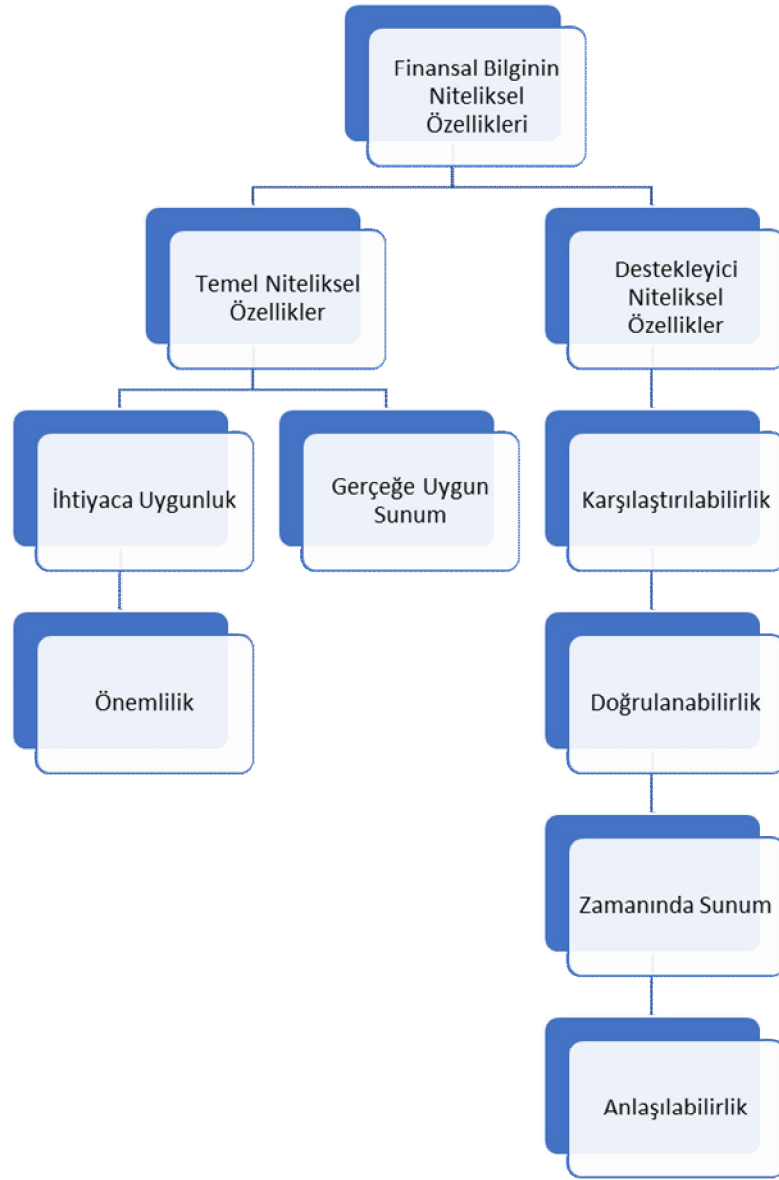 Finansal Bilginin
Niteliksel
Özellikleri
Temel Niteliksel
Özellikler
Destekleyici
Niteliksel
Özellikler
İhtiyaca Uygunluk
Gerçeğe Uygun
Sunum
Karşılaştırılabilirlik
Önemlilik
Doğrulanabilirlik
Zamanında Sunum
Anlaşılabilirlik